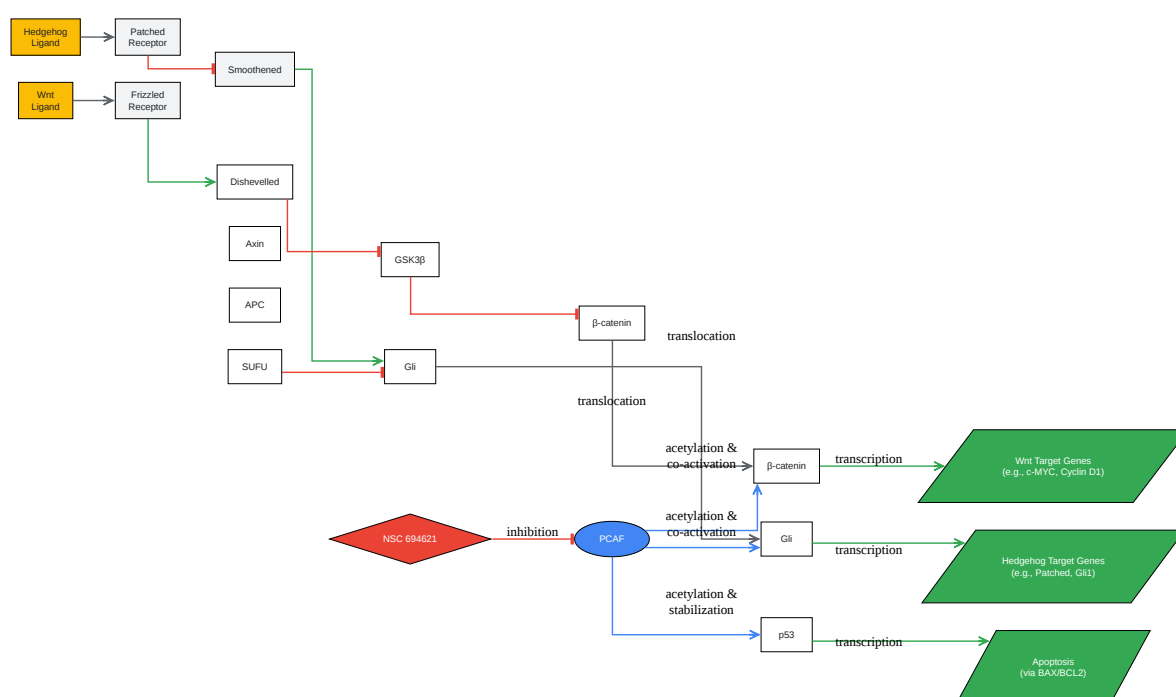 Hedgehog
Ligand
Patched
Receptor
Smoothened
Wnt
Ligand
Frizzled
Receptor
Dishevelled
Axin
GSK3β
APC
β-catenin
translocation
SUFU
Gli
translocation
acetylation &
co-activation
β-catenin
transcription
Wnt Target Genes
(e.g., c-MYC, Cyclin D1)
NSC 694621
inhibition
PCAF
acetylation &
co-activation
Gli
transcription
Hedgehog Target Genes
(e.g., Patched, Gli1)
acetylation &
stabilization
p53
transcription
Apoptosis
(via BAX/BCL2)